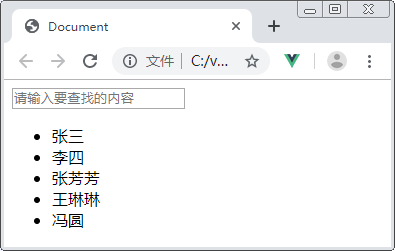 Document
文件 | C:/v...
请输入要查找的内容
张三
李四
张芳芳
王琳琳
冯圆